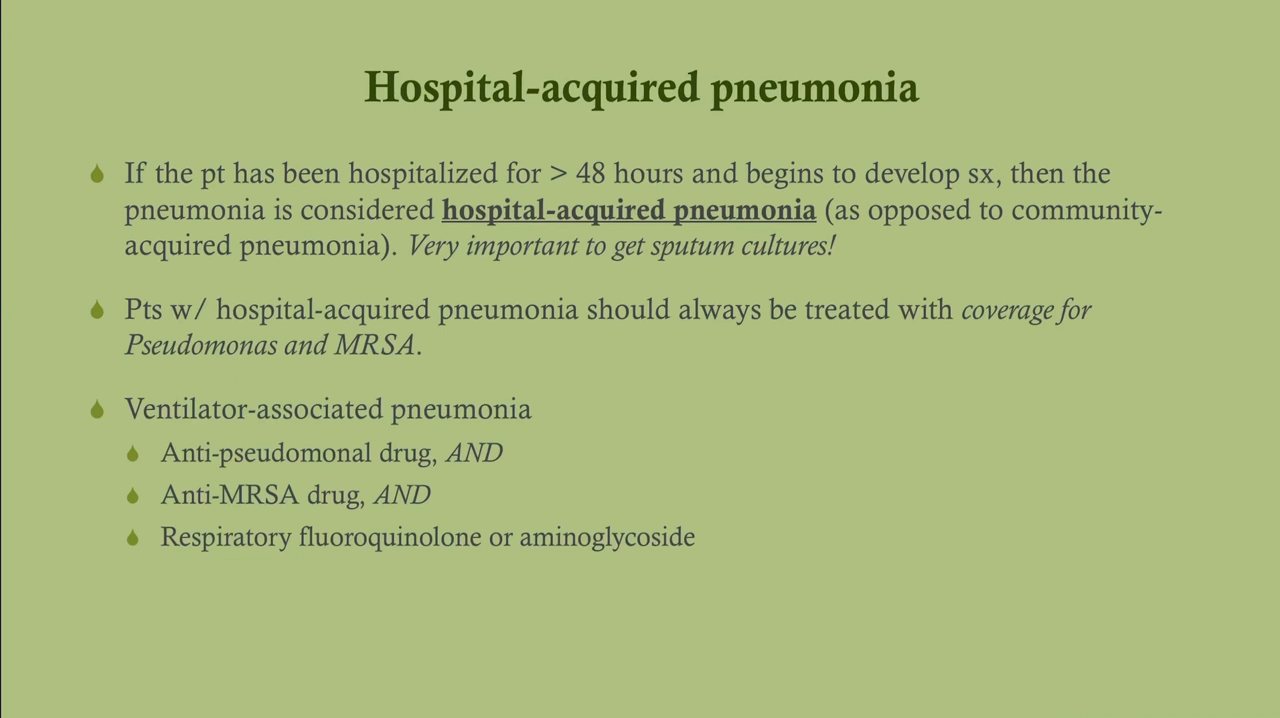 Hospital-acquired pneumonia
If the pt has been hospitalized for > 48 hours and begins to develop sx, then the
pneumonia is considered hospital-acquired pneumonia (as opposed to community-
acquired pneumonia). Very important to get sputum cultures!
Pts w/ hospital-acquired pneumonia should always be treated with coverage for
Pseudomonas and MRSA.
Ventilator-associated pneumonia
Anti-pseudomonal drug, AND
Anti-MRSA drug, AND
Respiratory fluoroquinolone or aminoglycoside